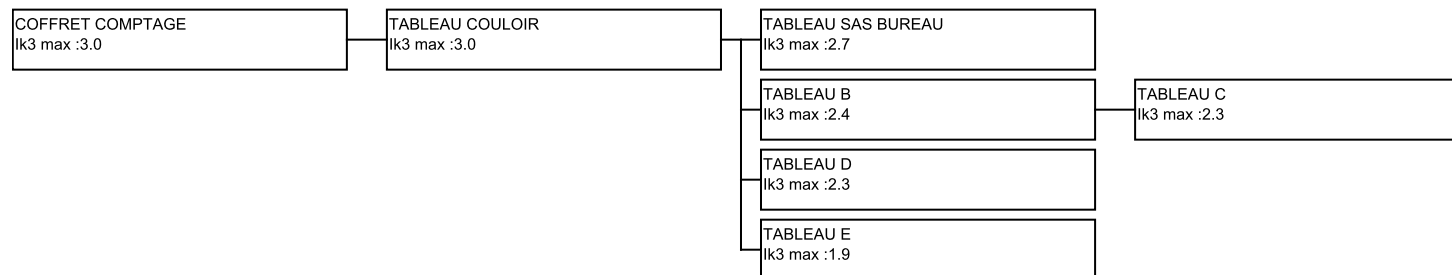 COFFRET COMPTAGE
Ik3 max :3.0
TABLEAU COULOIR
Ik3 max :3.0
TABLEAU SAS BUREAU
Ik3 max :2.7
TABLEAU B
Ik3 max :2.4
TABLEAU C
Ik3 max :2.3
TABLEAU D
Ik3 max :2.3
TABLEAU E
Ik3 max :1.9